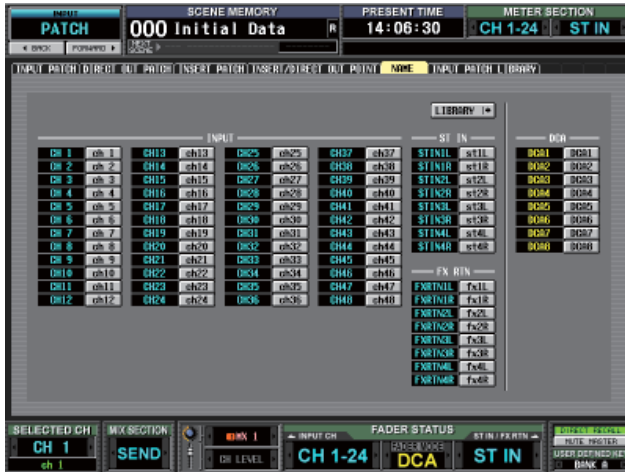 INPUT
PATCH
BACK
FORWARD
SCENE MEMORY
000 Initial Data R
NEXT SCENE
PRESENT TIME
14:06:30
METER SECTION
CH 1-24 ST IN
INPUT PATCH DIRECT OUT PATCH INSERT PATCH INSERT/DIRECT OUT POINT NAME INPUT PATCH LIBRARY
LIBRARY
INPUT ST IN DCA
CH 1 ch 1 CH13 ch13 CH25 ch25 CH37 ch37 STIN1L st1L DCA1 DCA1
CH 2 ch 2 CH14 ch14 CH26 ch26 CH38 ch38 STIN1R st1R DCA2 DCA2
CH 3 ch 3 CH15 ch15 CH27 ch27 CH39 ch39 STIN2L st2L DCA3 DCA3
CH 4 ch 4 CH16 ch16 CH28 ch28 CH40 ch40 STIN2R st2R DCA4 DCA4
CH 5 ch 5 CH17 ch17 CH29 ch29 CH41 ch41 STIN3L st3L DCA5 DCA5
CH 6 ch 6 CH18 ch18 CH30 ch30 CH42 ch42 STIN3R st3R DCA6 DCA6
CH 7 ch 7 CH19 ch19 CH31 ch31 CH43 ch43 STIN4L st4L DCA7 DCA7
CH 8 ch 8 CH20 ch20 CH32 ch32 CH44 ch44 STIN4R st4R DCA8 DCA8
CH 9 ch 9 CH21 ch21 CH33 ch33 CH45 ch45
CH10 ch10 CH22 ch22 CH34 ch34 CH46 ch46 FX RTN
CH11 ch11 CH23 ch23 CH35 ch35 CH47 ch47 FXRTN1L fx1L
CH12 ch12 CH24 ch24 CH36 ch36 CH48 ch48 FXRTN1R fx1R
FXRTN2L fx2L
FXRTN2R fx2R
FXRTN3L fx3L
FXRTN3R fx3R
FXRTN4L fx4L
FXRTN4R fx4R
SELECTED CH
CH 1
ch 1
MIX SECTION
SEND
MIX 1
CH LEVEL
FADER STATUS
INPUT CH
CH 1-24
FADER MODE
DCA
ST IN / FX RTN
ST IN
DIRECT RECALL
MUTE MASTER
USER DEFINED KEY
BANK A